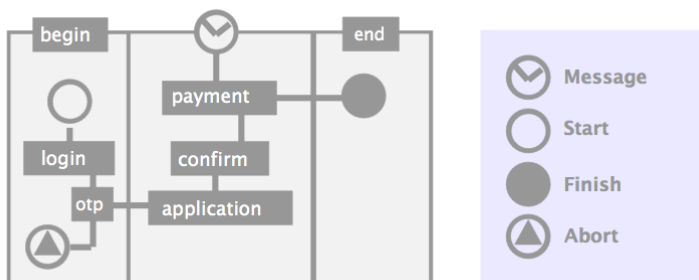 begin
end
payment
login
confirm
otp
application
Message
Start
Finish
Abort